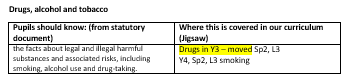 Drugs, alcohol and tobacco
Pupils should know: (from statutory document)
Where this is covered in our curriculum (Jigsaw)
the facts about legal and illegal harmful
substances and associated risks, including
smoking, alcohol use and drug-taking.
Drugs in Y3 – moved Sp2, L3
Y4, Sp2, L3 smoking